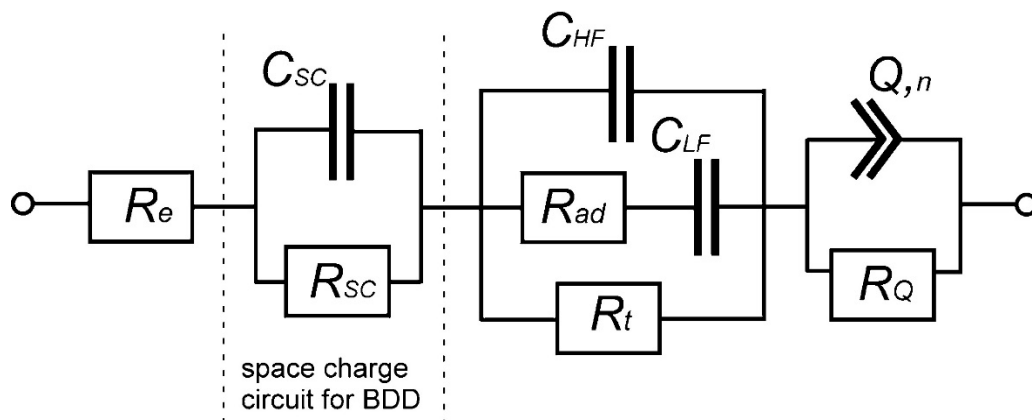 C_SC
C_HF
C_LF
Q,n
R_e
R_SC
R_ad
R_t
R_Q
space charge
circuit for BDD